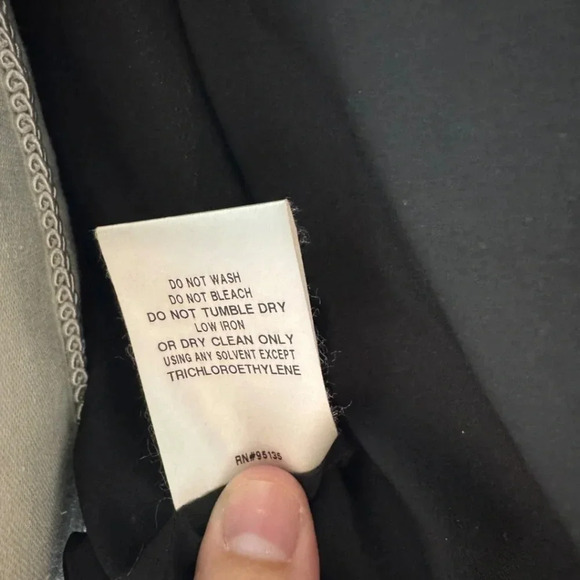 DO NOT WASH
DO NOT BLEACH
DO NOT TUMBLE DRY
LOW IRON
OR DRY CLEAN ONLY
USING ANY SOLVENT EXCEPT
TRICHLOROETHYLENE
RN#95135